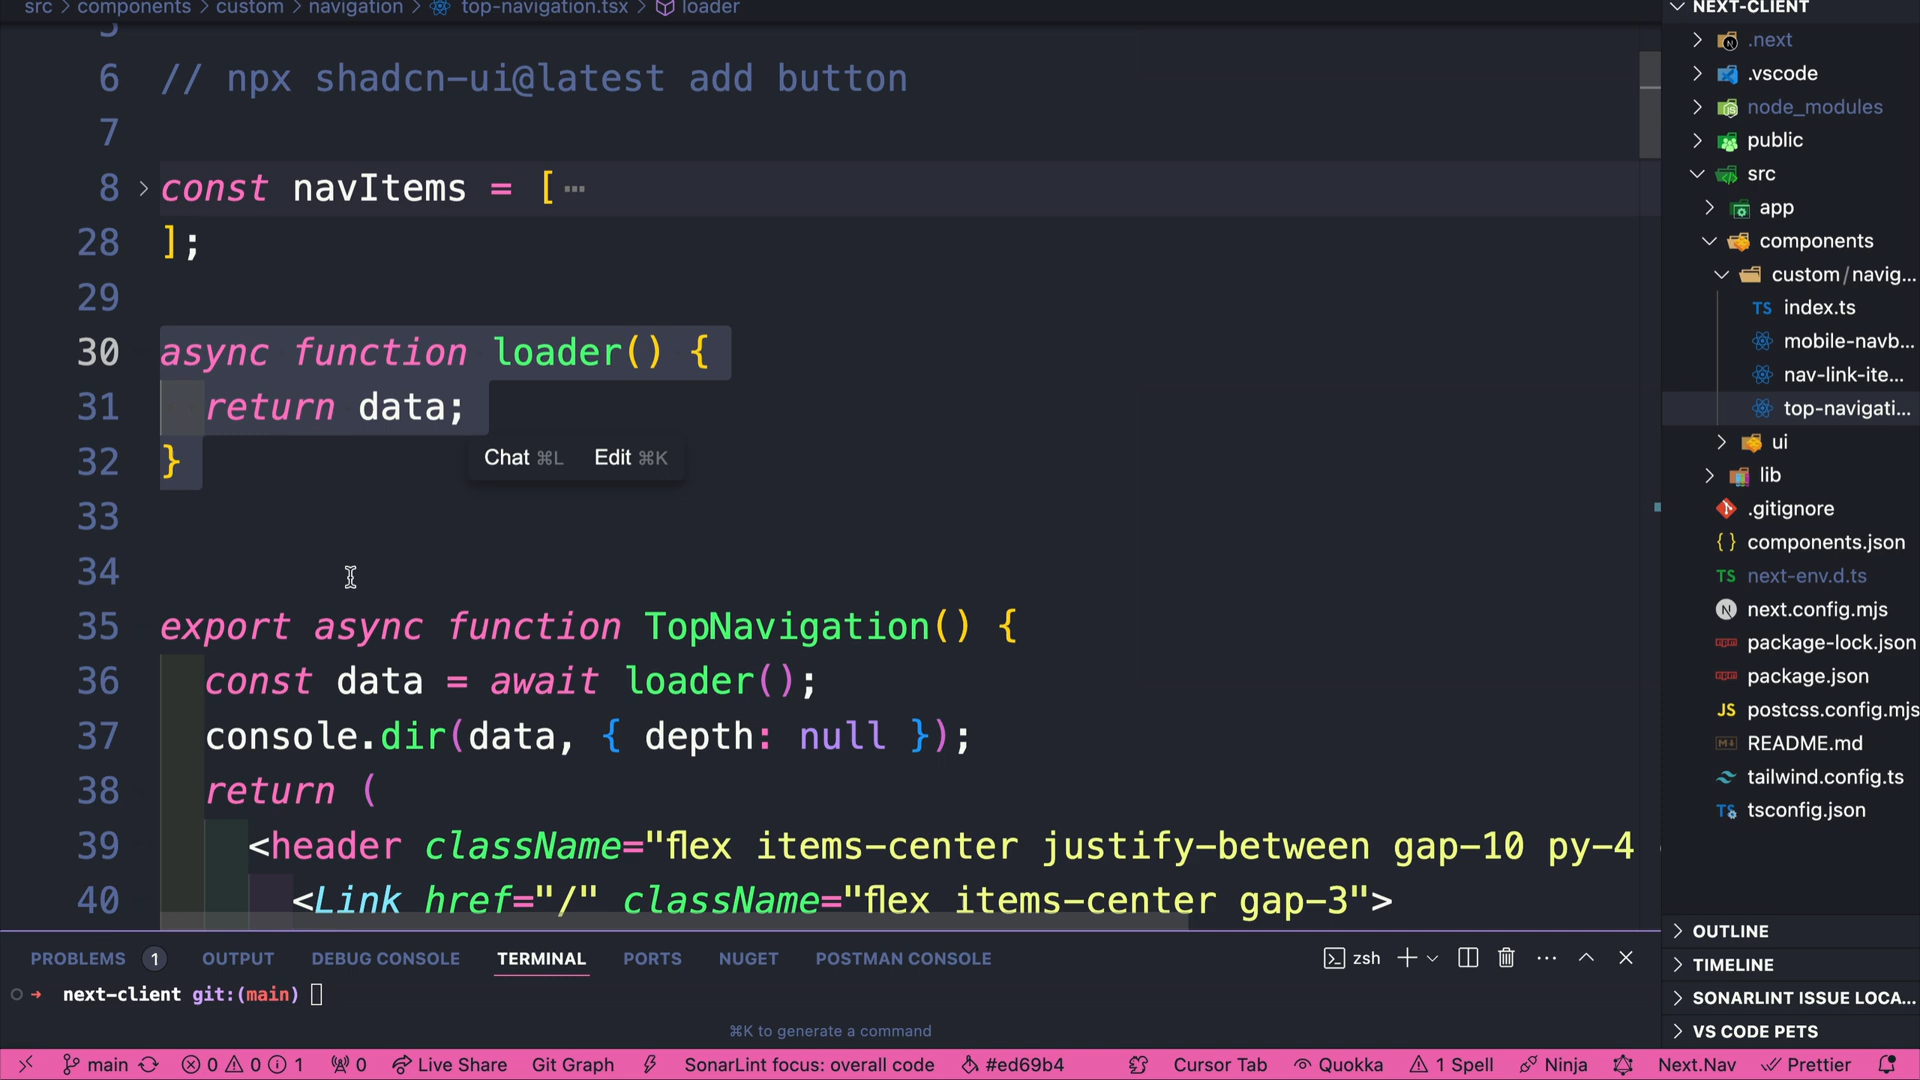 src > components > custom > navigation > top-navigation.tsx > loader
5
6 // npx shadcn-ui@latest add button
7
8 const navItems = [ ⋯
28 ];
29
30 async function loader() {
31 return data;
32 }
Chat ⌘L Edit ⌘K
33
34
35 export async function TopNavigation() {
36 const data = await loader();
37 console.dir(data, { depth: null });
38 return (
39 <header className="flex items-center justify-between gap-10 py-4
40 <Link href="/" className="flex items-center gap-3">
PROBLEMS 1 OUTPUT DEBUG CONSOLE TERMINAL PORTS NUGET POSTMAN CONSOLE zsh
next-client git:(main)
⌘K to generate a command
main 0 0 1 0 Live Share Git Graph SonarLint focus: overall code #ed69b4 Cursor Tab Quokka 1 Spell Ninja Next.Nav Prettier
NEXT-CLIENT
.next
.vscode
node_modules
public
src
app
components
custom/navig...
TS index.ts
mobile-navb...
nav-link-ite...
top-navigati...
ui
lib
.gitignore
{ } components.json
TS next-env.d.ts
N next.config.mjs
package-lock.json
package.json
JS postcss.config.mjs
README.md
tailwind.config.ts
TS tsconfig.json
OUTLINE
TIMELINE
SONARLINT ISSUE LOCA...
VS CODE PETS